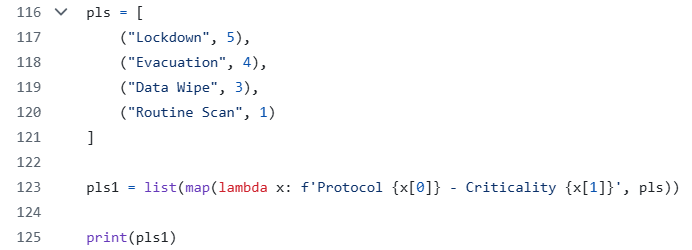 116 pls = [
117     ("Lockdown", 5),
118     ("Evacuation", 4),
119     ("Data Wipe", 3),
120     ("Routine Scan", 1)
121 ]
122
123 pls1 = list(map(lambda x: f'Protocol {x[0]} - Criticality {x[1]}', pls))
124
125 print(pls1)